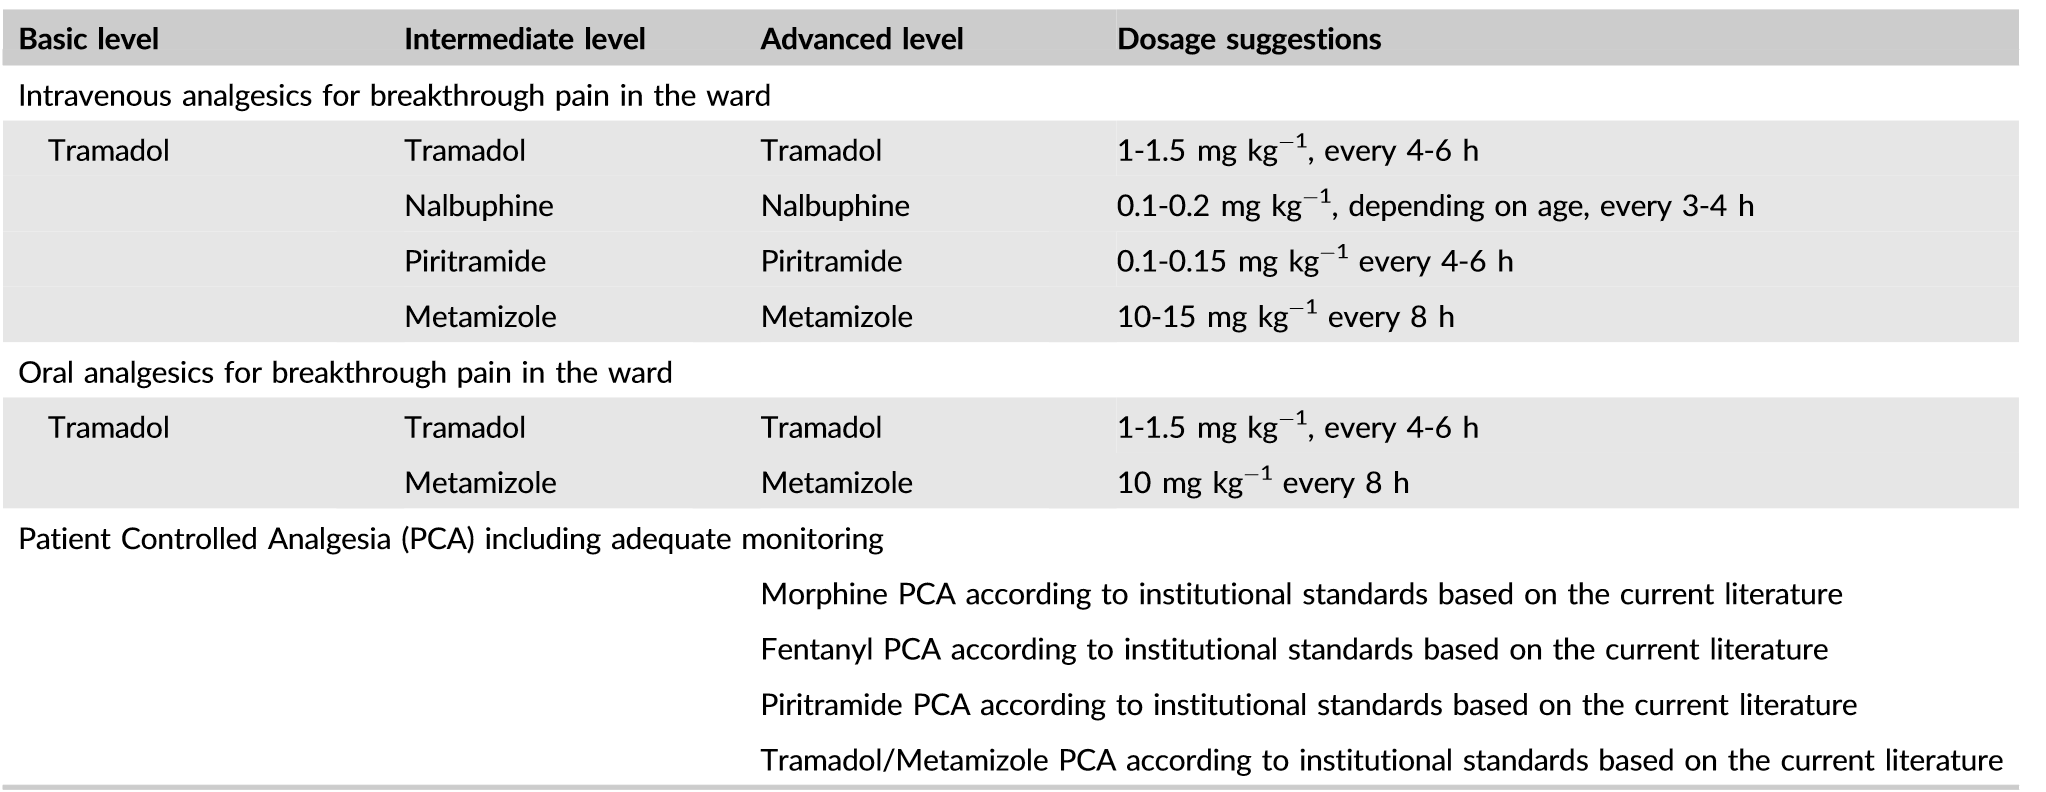 Basic level Intermediate level Advanced level Dosage suggestions
Intravenous analgesics for breakthrough pain in the ward
Tramadol Tramadol Tramadol 1-1.5 mg kg⁻¹, every 4-6 h
Nalbuphine Nalbuphine 0.1-0.2 mg kg⁻¹, depending on age, every 3-4 h
Piritramide Piritramide 0.1-0.15 mg kg⁻¹ every 4-6 h
Metamizole Metamizole 10-15 mg kg⁻¹ every 8 h
Oral analgesics for breakthrough pain in the ward
Tramadol Tramadol Tramadol 1-1.5 mg kg⁻¹, every 4-6 h
Metamizole Metamizole 10 mg kg⁻¹ every 8 h
Patient Controlled Analgesia (PCA) including adequate monitoring
Morphine PCA according to institutional standards based on the current literature
Fentanyl PCA according to institutional standards based on the current literature
Piritramide PCA according to institutional standards based on the current literature
Tramadol/Metamizole PCA according to institutional standards based on the current literature